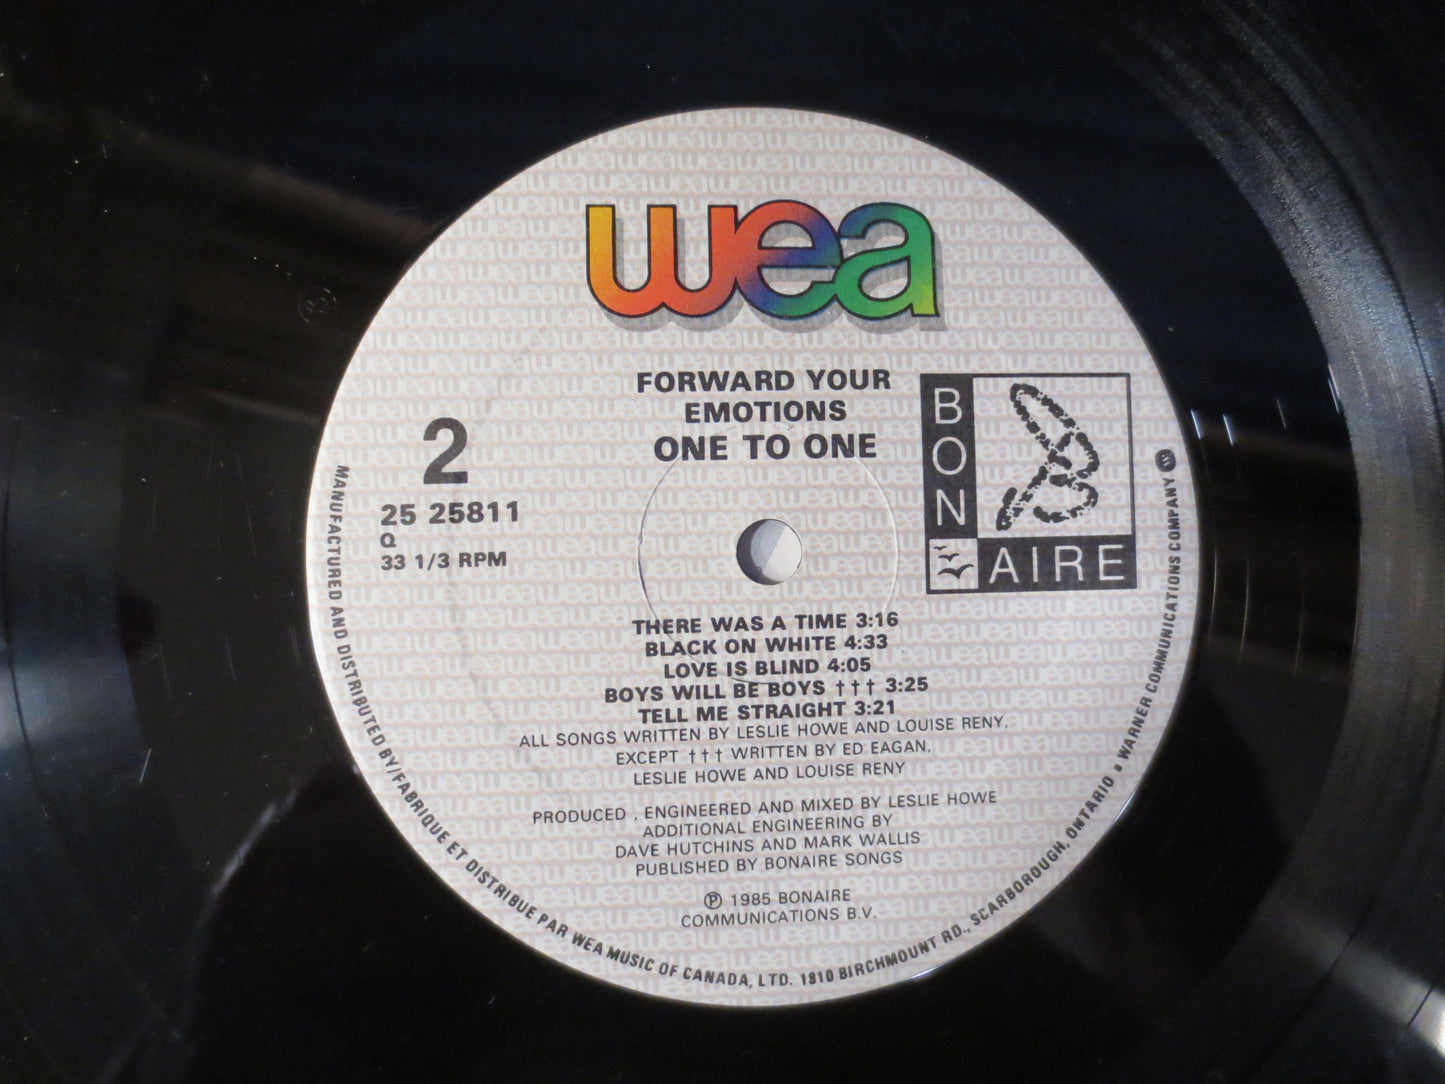 wea
FORWARD YOUR
EMOTIONS
ONE TO ONE
2
25 25811
Q
33 1/3 RPM
BON
AIRE
THERE WAS A TIME 3:16
BLACK ON WHITE 4:33
LOVE IS BLIND 4:05
BOYS WILL BE BOYS ††† 3:25
TELL ME STRAIGHT 3:21
ALL SONGS WRITTEN BY LESLIE HOWE AND LOUISE RENY,
EXCEPT ††† WRITTEN BY ED EAGAN,
LESLIE HOWE AND LOUISE RENY
PRODUCED , ENGINEERED AND MIXED BY LESLIE HOWE
ADDITIONAL ENGINEERING BY
DAVE HUTCHINS AND MARK WALLIS
PUBLISHED BY BONAIRE SONGS
℗ 1985 BONAIRE
COMMUNICATIONS B.V.
MANUFACTURED AND DISTRIBUTED BY/FABRIQUE ET DISTRIBUE PAR WEA MUSIC OF CANADA, LTD. 1810 BIRCHMOUNT RD., SCARBOROUGH, ONTARIO • WARNER COMMUNICATIONS COMPANY